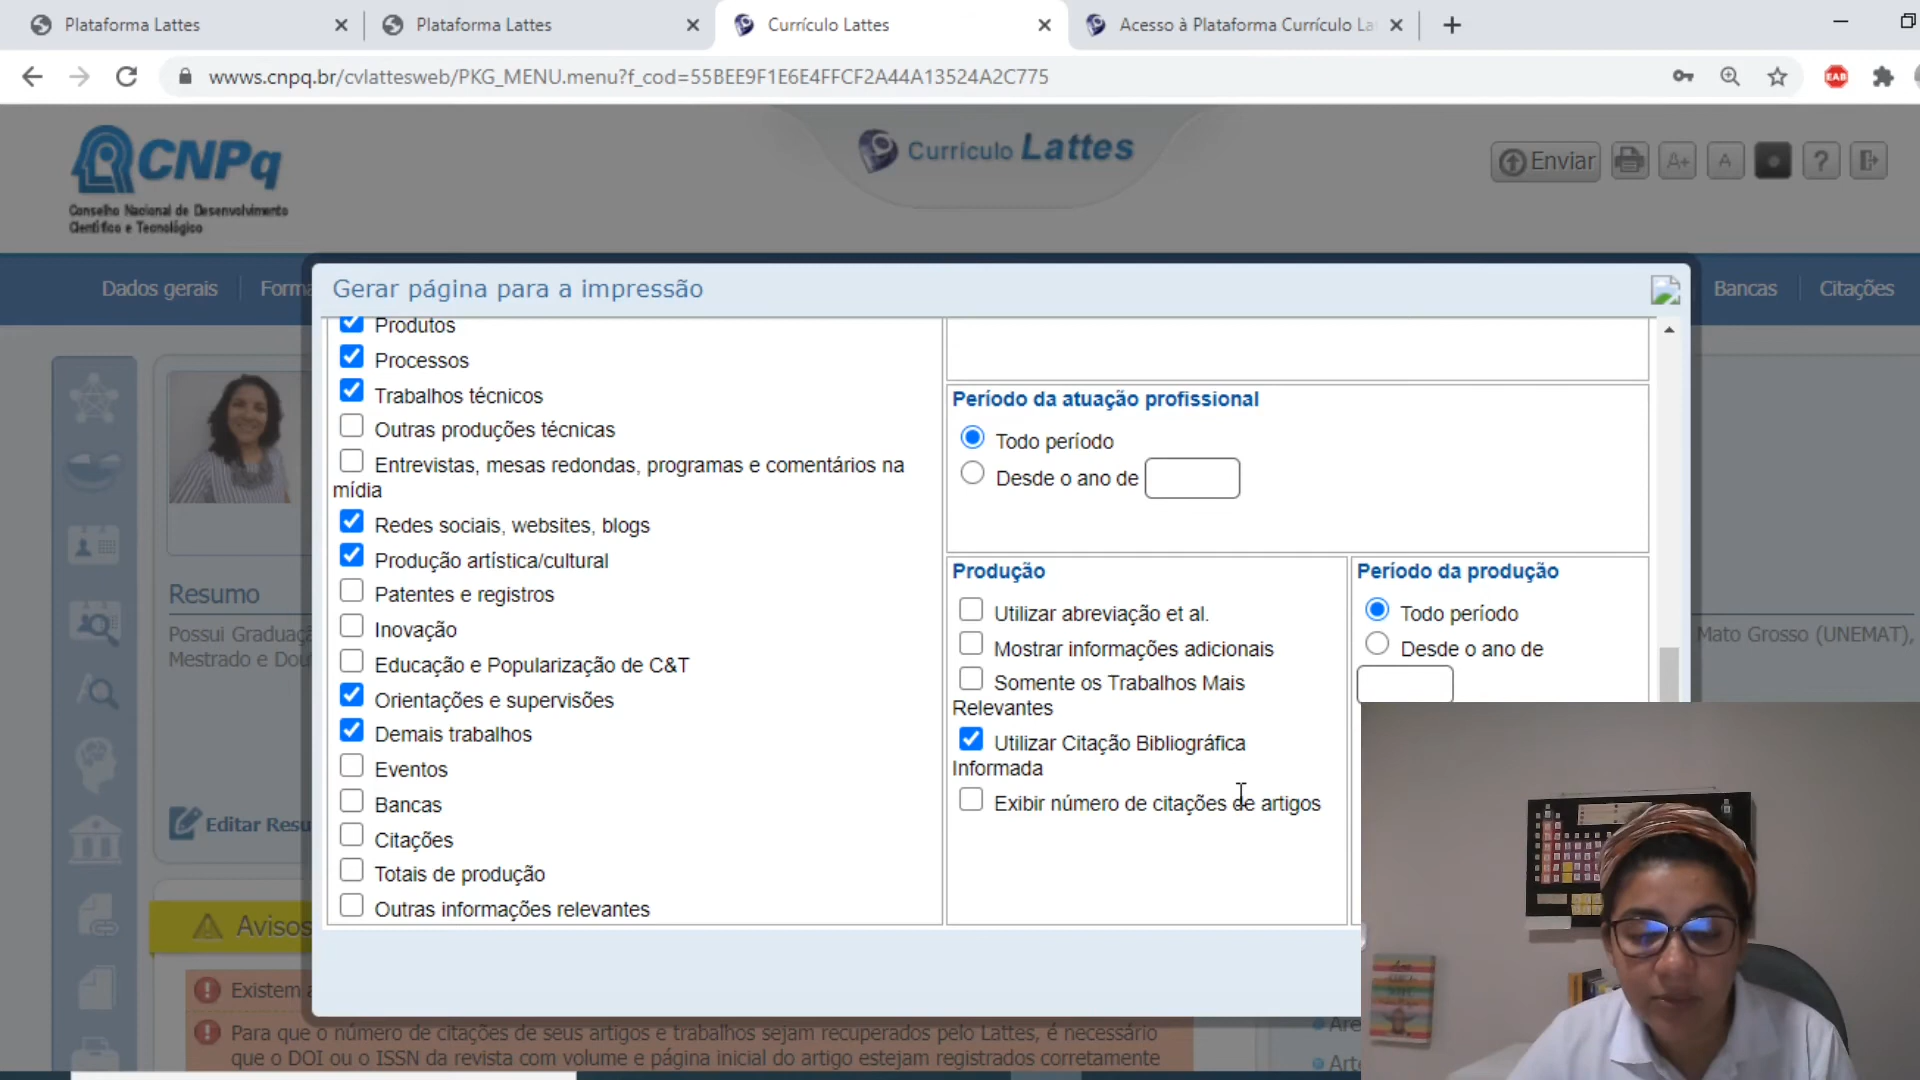 Plataforma Lattes
Plataforma Lattes
Currículo Lattes
Acesso à Plataforma Currículo La
wwws.cnpq.br/cvlattesweb/PKG_MENU.menu?f_cod=55BEE9F1E6E4FFCF2A44A13524A2C775
EAB
CNPq
Conselho Nacional de Desenvolvimento
Científico e Tecnológico
Currículo Lattes
Enviar
A+
A
?
Dados gerais
Forma
Bancas
Citações
Gerar página para a impressão
Produtos
Processos
Trabalhos técnicos
Outras produções técnicas
Entrevistas, mesas redondas, programas e comentários na
mídia
Redes sociais, websites, blogs
Produção artística/cultural
Patentes e registros
Inovação
Educação e Popularização de C&T
Orientações e supervisões
Demais trabalhos
Eventos
Bancas
Citações
Totais de produção
Outras informações relevantes
Período da atuação profissional
Todo período
Desde o ano de
Produção
Utilizar abreviação et al.
Mostrar informações adicionais
Somente os Trabalhos Mais
Relevantes
Utilizar Citação Bibliográfica
Informada
Exibir número de citações de artigos
Período da produção
Todo período
Desde o ano de
Resumo
Possui Graduaç
Mato Grosso (UNEMAT),
Mestrado e Dou
Editar Resu
Avisos
Existem a
Para que o número de citações de seus artigos e trabalhos sejam recuperados pelo Lattes, é necessário
que o DOI ou o ISSN da revista com volume e página inicial do artigo estejam registrados corretamente
Áre
Arte